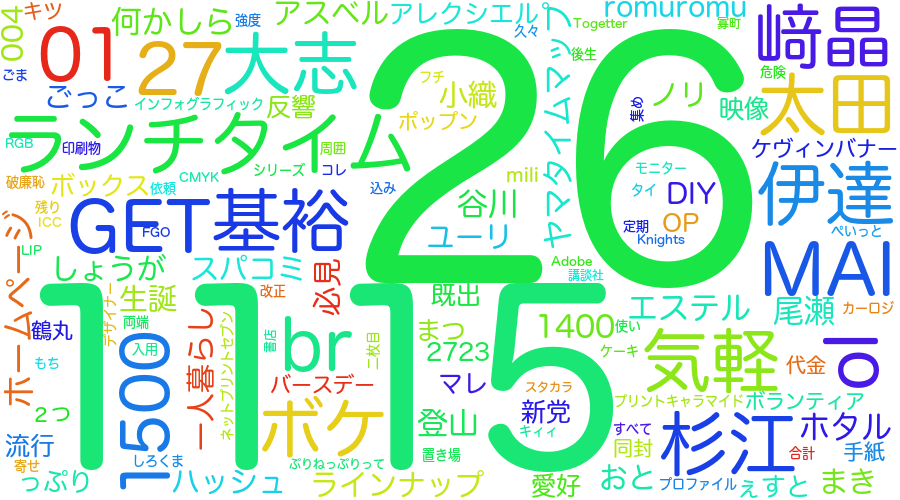 キツ
強度
アスベル
アレクシエルプ
romuromu
004
01
何かしら
Togetter
久々
幕町
﨑晶
27
大志
26
フチ
後生
ごま
ごっこ
インフォグラフィック
反響
小織
ノリ
集め
危険
太田
ランチタイム
ポップン
ヤマタイムマップ
映像
RGB
印刷物
周囲
ケヴィンバナー
破廉恥
ボックス
依頼
CMYK
シリーズ
コレ
mili
モニター
込み
タイ
DIY
伊達
残り
ICC
FGO
GET
基裕
谷川
OP
定期
ユーリ
Knights
ぺいっと
LIP
ホームページ
しょうが
スパコミ
必見
Adobe
講談社
MAI
デザイナー
生誕
改正
既出
エステル
尾瀬
カーロジ
1115
鶴丸
両端
一人暮らし
ネットプリントセブン
書店
br
二枚目
まつ
1400
使い
io
もち
入用
2723
ケーキ
気軽
代金
1500
バースデー
マレ
スタカラ
プリントキャラマイド
ボランティア
2つ
ボケ
登山
新党
キィィ
すべて
杉江
ホタル
流行
しろくま
ぷりねっぷりって
置き場
同封
合計
手紙
寄せ
っぷり
ハッシュ
ラインナップ
愛好
おと
プロフィール
ぇすと
まき